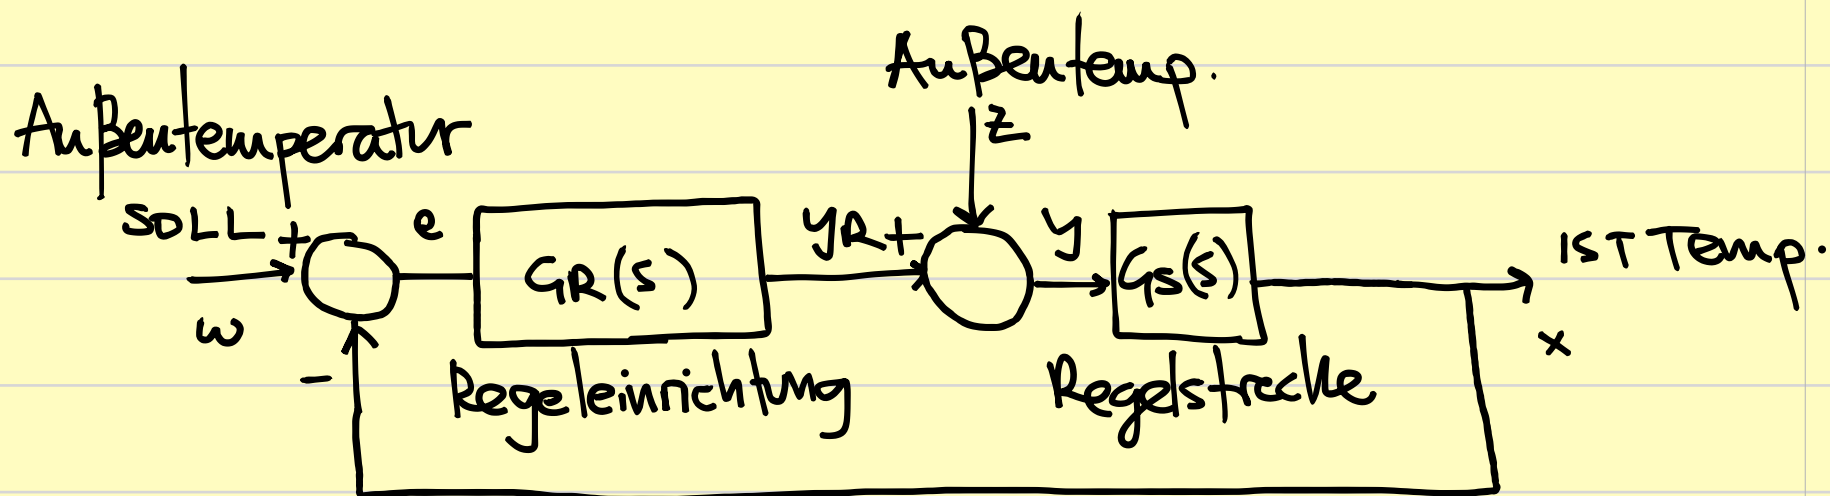 Außentemp.
z
Außentemperatur
SOLL + e GR(s) yR + y Gs(s) IST Temp.
w x
- Regeleinrichtung Regelstrecke